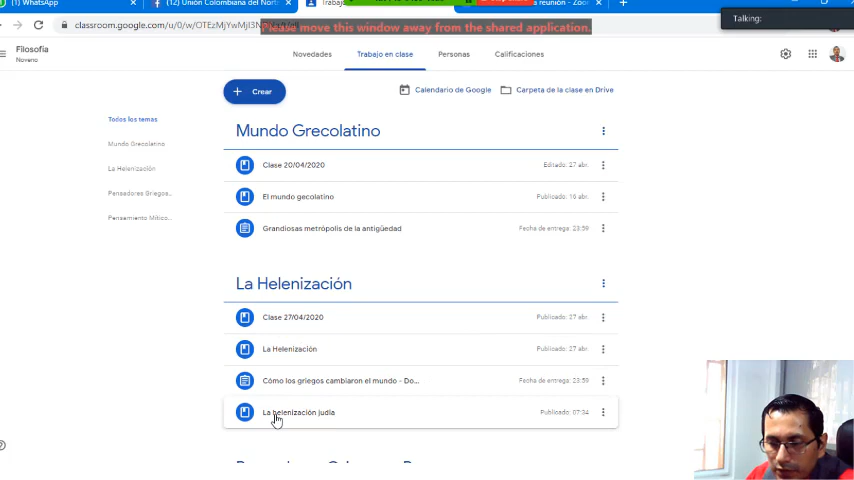 (1) WhatsApp
(12) Unión Colombiana del Nort
Trabajo
a reunión - Zoo
Talking:
classroom.google.com/u/0/w/OTEzMjYwMjI3N
Please move this window away from the shared application.
Filosofía
Noveno
Novedades
Trabajo en clase
Personas
Calificaciones
Crear
Calendario de Google
Carpeta de la clase en Drive
Todos los temas
Mundo Grecolatino
La Helenización
Pensadores Griegos...
Pensamiento Mítico...
Mundo Grecolatino
Clase 20/04/2020
Editado: 27 abr.
El mundo gecolatino
Publicado: 16 abr.
Grandiosas metrópolis de la antigüedad
Fecha de entrega: 23:59
La Helenización
Clase 27/04/2020
Publicado: 27 abr.
La Helenización
Publicado: 27 abr.
Cómo los griegos cambiaron el mundo - Do...
Fecha de entrega: 23:59
La helenización judía
Publicado: 07:34